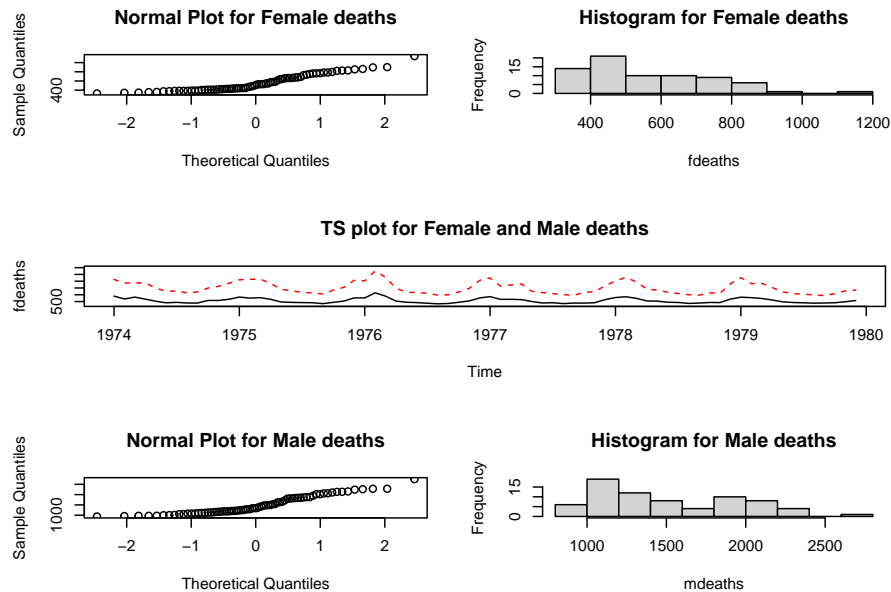 Normal Plot for Female deaths
Sample Quantiles
400
−2 −1 0 1 2
Theoretical Quantiles
Histogram for Female deaths
Frequency
0 15
400 600 800 1000 1200
fdeaths
TS plot for Female and Male deaths
fdeaths
500
1974 1975 1976 1977 1978 1979 1980
Time
Normal Plot for Male deaths
Sample Quantiles
1000
−2 −1 0 1 2
Theoretical Quantiles
Histogram for Male deaths
Frequency
0 15
1000 1500 2000 2500
mdeaths